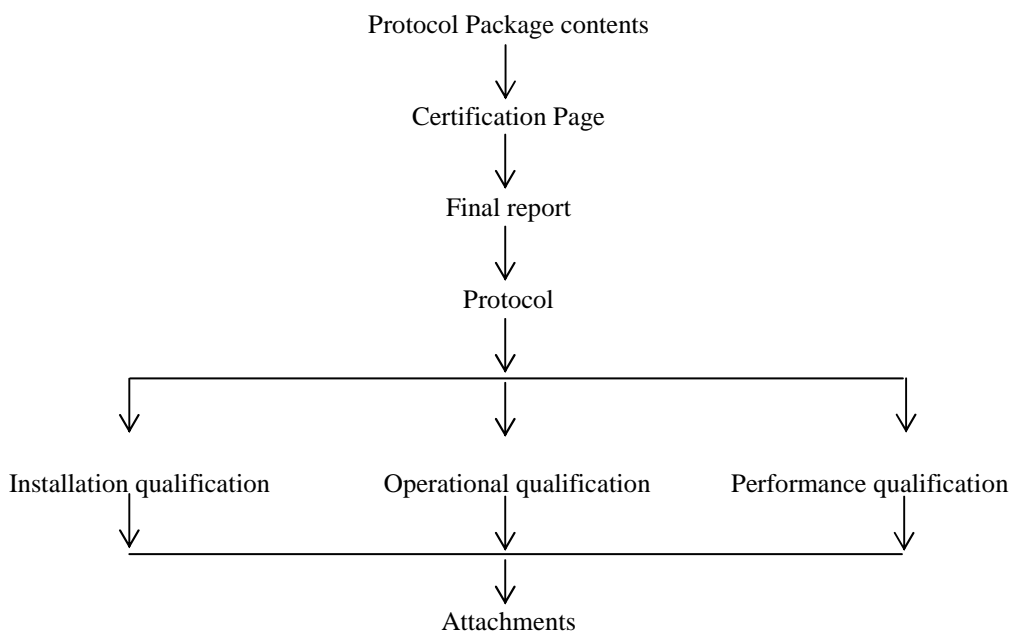 Protocol Package contents
Certification Page
Final report
Protocol
Installation qualification
Operational qualification
Performance qualification
Attachments